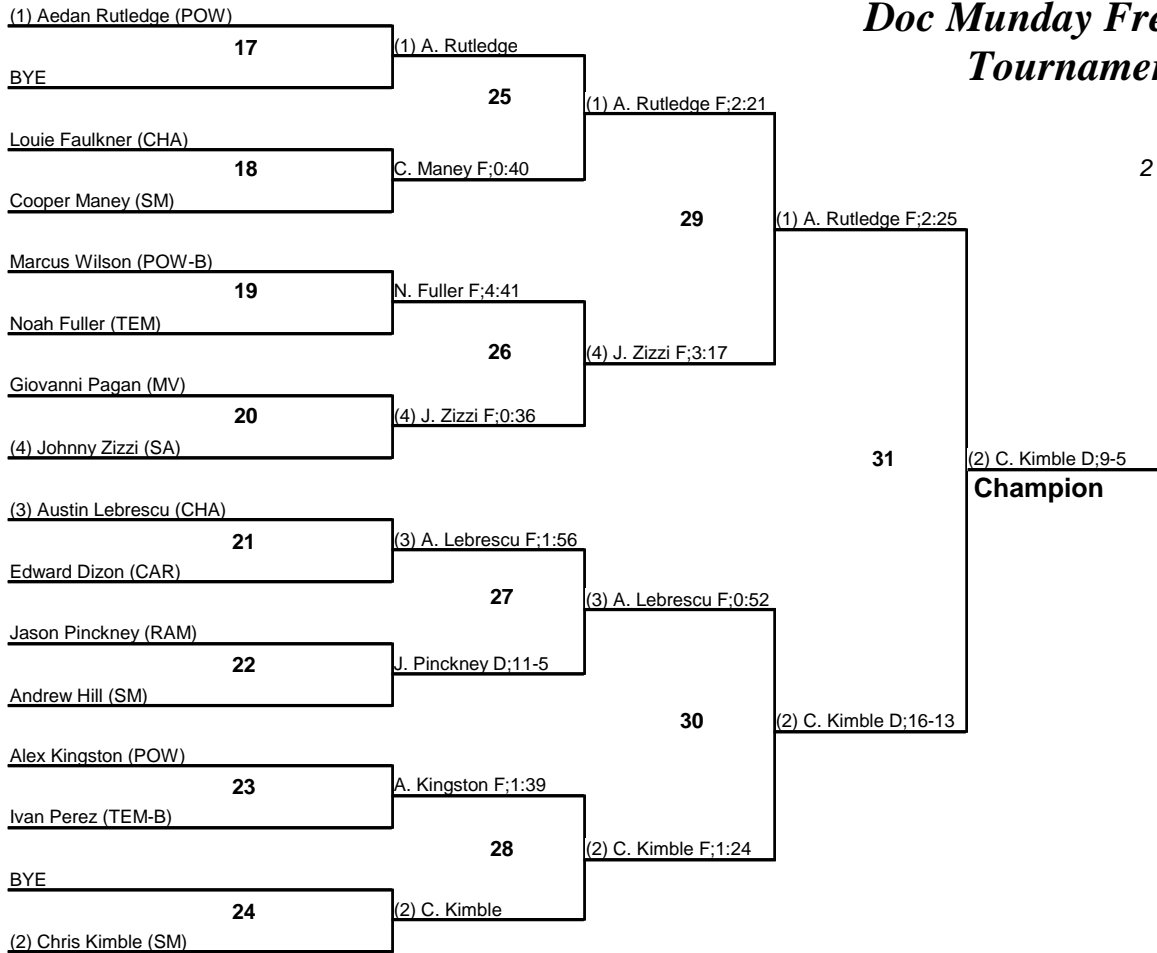 Doc Munday Fre
Tournamen
2
(1) Aedan Rutledge (POW)
17
BYE
Louie Faulkner (CHA)
18
Cooper Maney (SM)
Marcus Wilson (POW-B)
19
Noah Fuller (TEM)
Giovanni Pagan (MV)
20
(4) Johnny Zizzi (SA)
(3) Austin Lebrescu (CHA)
21
Edward Dizon (CAR)
Jason Pinckney (RAM)
22
Andrew Hill (SM)
Alex Kingston (POW)
23
Ivan Perez (TEM-B)
BYE
24
(2) Chris Kimble (SM)
(1) A. Rutledge
25
C. Maney F;0:40
N. Fuller F;4:41
26
(4) J. Zizzi F;0:36
(3) A. Lebrescu F;1:56
27
J. Pinckney D;11-5
A. Kingston F;1:39
28
(2) C. Kimble
(1) A. Rutledge F;2:21
29
(4) J. Zizzi F;3:17
(3) A. Lebrescu F;0:52
30
(2) C. Kimble F;1:24
(1) A. Rutledge F;2:25
31
(2) C. Kimble D;16-13
(2) C. Kimble D;9-5
Champion